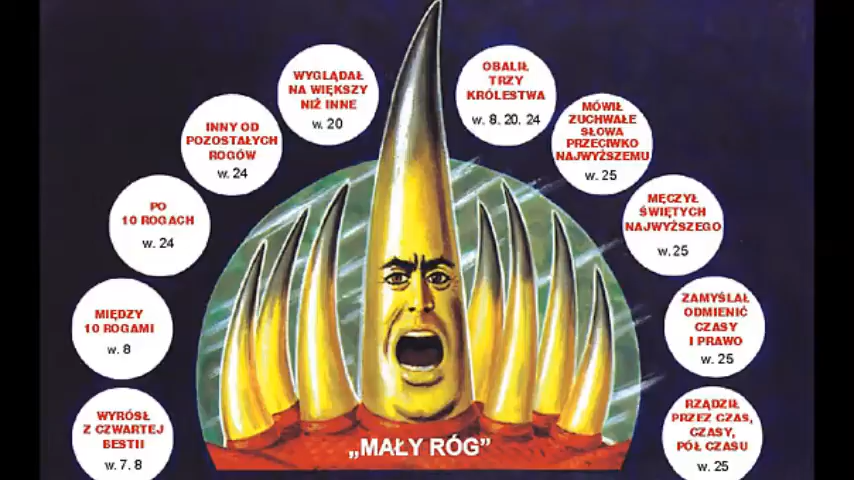 WYGLĄDAŁ
NA WIĘKSZY
NIŻ INNE
w. 20
OBALIŁ
TRZY
KRÓLESTWA
w. 8. 20. 24
INNY OD
POZOSTAŁYCH
ROGÓW
w. 24
MÓWIŁ
ZUCHWAŁE
SŁOWA
PRZECIWKO
NAJWYŻSZEMU
w. 25
PO
10 ROGACH
w. 24
MĘCZYŁ
ŚWIĘTYCH
NAJWYŻSZEGO
w.25
MIĘDZY
10 ROGAMI
w. 8
ZAMYŚLAŁ
ODMIENIĆ
CZASY
I PRAWO
w. 25
WYRÓSŁ
Z CZWARTEJ
BESTII
w. 7. 8
RZĄDZIŁ
PRZEZ CZAS,
CZASY,
PÓŁ CZASU
w. 25
„MAŁY RÓG”